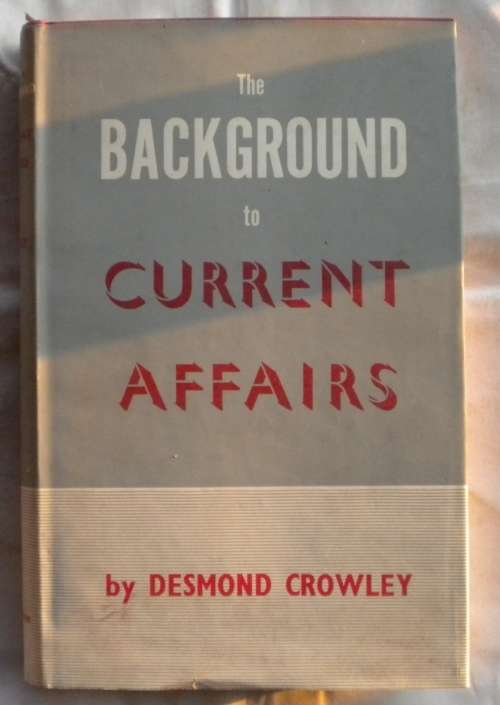 The
BACKGROUND
to
CURRENT
AFFAIRS
by DESMOND CROWLEY